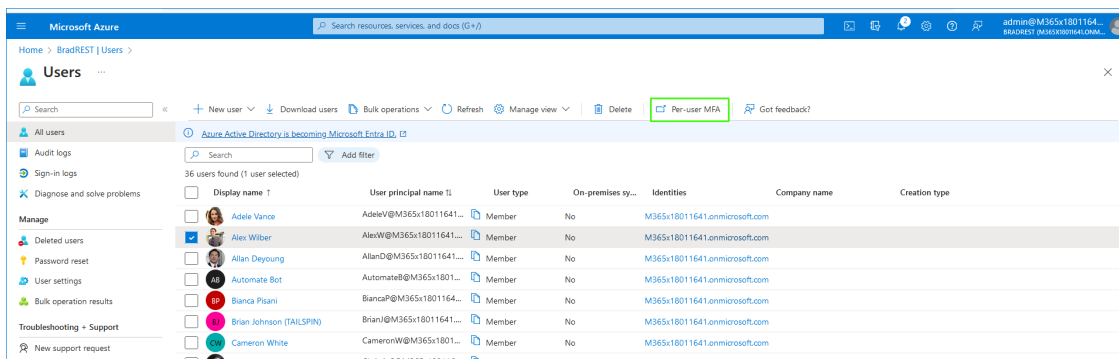 Microsoft Azure
Search resources, services, and docs (G+/)
2
admin@M365x1801164...
BRADREST (M365X18011641.ONM...
Home > BradREST | Users >
Users ...
Search
New user
Download users
Bulk operations
Refresh
Manage view
Delete
Per-user MFA
Got feedback?
All users
Audit logs
Sign-in logs
Diagnose and solve problems
Manage
Deleted users
Password reset
User settings
Bulk operation results
Troubleshooting + Support
New support request
Azure Active Directory is becoming Microsoft Entra ID.
Search
Add filter
36 users found (1 user selected)
Display name ↑ User principal name ↑↓ User type On-premises sy... Identities Company name Creation type
Adele Vance AdeleV@M365x18011641.... Member No M365x18011641.onmicrosoft.com
Alex Wilber AlexW@M365x18011641.... Member No M365x18011641.onmicrosoft.com
Allan Deyoung AllanD@M365x18011641.... Member No M365x18011641.onmicrosoft.com
AB Automate Bot AutomateB@M365x1801... Member No M365x18011641.onmicrosoft.com
BP Bianca Pisani BiancaP@M365x180114... Member No M365x18011641.onmicrosoft.com
BJ Brian Johnson (TAILSPIN) BrianJ@M365x18011641.... Member No M365x18011641.onmicrosoft.com
CW Cameron White CameronW@M365x1801... Member No M365x18011641.onmicrosoft.com